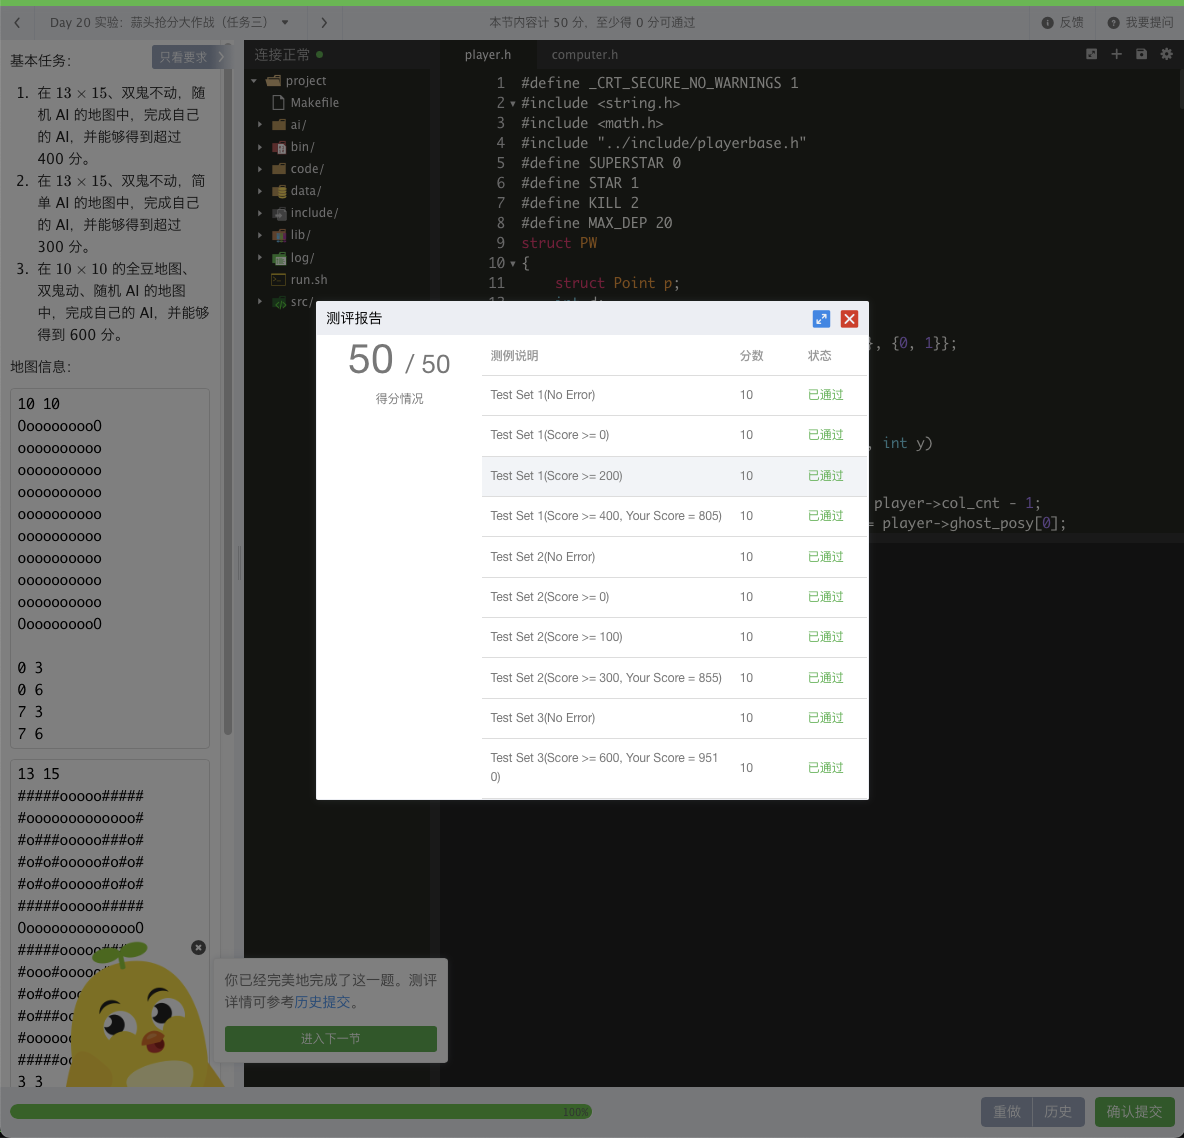 Day 20 实验：蒜头抢分大作战（任务三）
本节内容计 50 分，至少得 0 分可通过
反馈
我要提问
基本任务：
只看要求
1. 在 13 × 15、双鬼不动，随
机 AI 的地图中，完成自己
的 AI，并能够得到超过
400 分。
2. 在 13 × 15、双鬼不动，简
单 AI 的地图中，完成自己
的 AI，并能够得到超过
300 分。
3. 在 10 × 10 的全豆地图、
双鬼动、随机 AI 的地图
中，完成自己的 AI，并能够
得到 600 分。
地图信息：
10 10
0oooooooo0
oooooooooo
oooooooooo
oooooooooo
oooooooooo
oooooooooo
oooooooooo
oooooooooo
oooooooooo
0oooooooo0
0 3
0 6
7 3
7 6
13 15
#####ooooo#####
#ooooooooooooo#
#o###ooooo###o#
#o#o#ooooo#o#o#
#o#o#ooooo#o#o#
#####ooooo#####
0ooooooooooooo0
#####ooooo##
#ooo#ooooo
#o#o#ooo
#o###oo
#oooooo
#####oo
3 3
连接正常
project
Makefile
ai/
bin/
code/
data/
include/
lib/
log/
run.sh
src/
player.h
computer.h
1 #define _CRT_SECURE_NO_WARNINGS 1
2 #include <string.h>
3 #include <math.h>
4 #include "../include/playerbase.h"
5 #define SUPERSTAR 0
6 #define STAR 1
7 #define KILL 2
8 #define MAX_DEP 20
9 struct PW
10 {
11 struct Point p;
12 int d;
}, {0, 1}};
, int y)
player->col_cnt - 1;
= player->ghost_posy[0];
测评报告
50 / 50
得分情况
测例说明 分数 状态
Test Set 1(No Error) 10 已通过
Test Set 1(Score >= 0) 10 已通过
Test Set 1(Score >= 200) 10 已通过
Test Set 1(Score >= 400, Your Score = 805) 10 已通过
Test Set 2(No Error) 10 已通过
Test Set 2(Score >= 0) 10 已通过
Test Set 2(Score >= 100) 10 已通过
Test Set 2(Score >= 300, Your Score = 855) 10 已通过
Test Set 3(No Error) 10 已通过
Test Set 3(Score >= 600, Your Score = 951
0) 10 已通过
你已经完美地完成了这一题。测评
详情可参考历史提交。
进入下一节
100%
重做
历史
确认提交